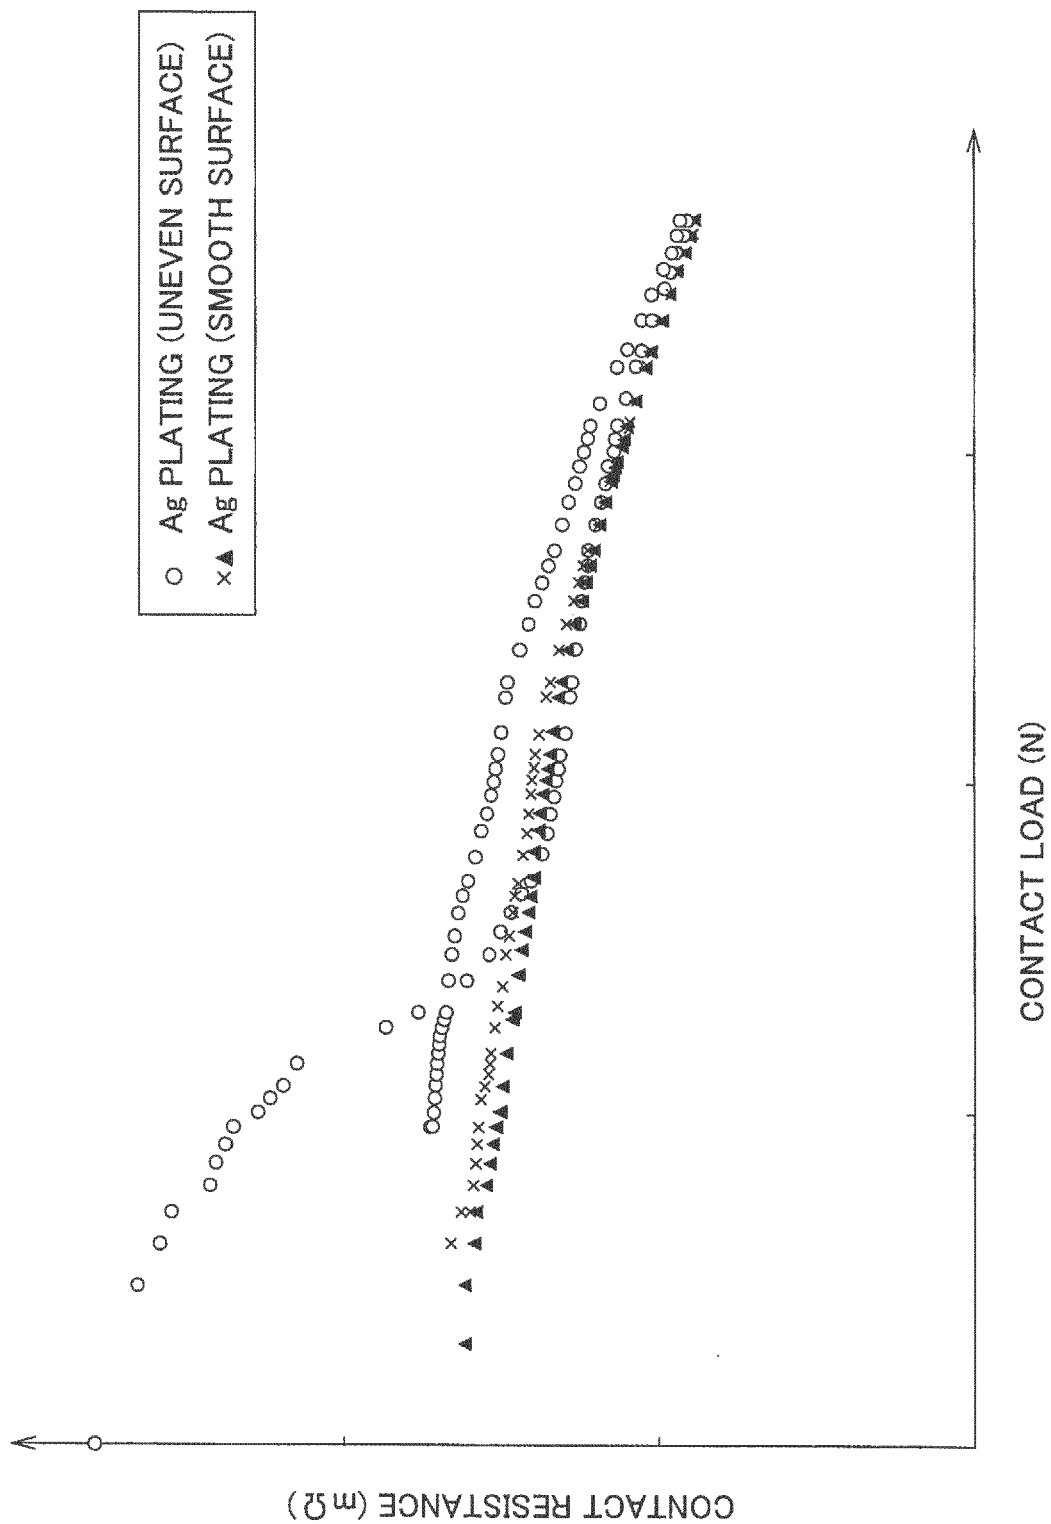 ○ Ag PLATING (UNEVEN SURFACE)
×▲ Ag PLATING (SMOOTH SURFACE)
CONTACT RESISTANCE (mΩ)
CONTACT LOAD (N)